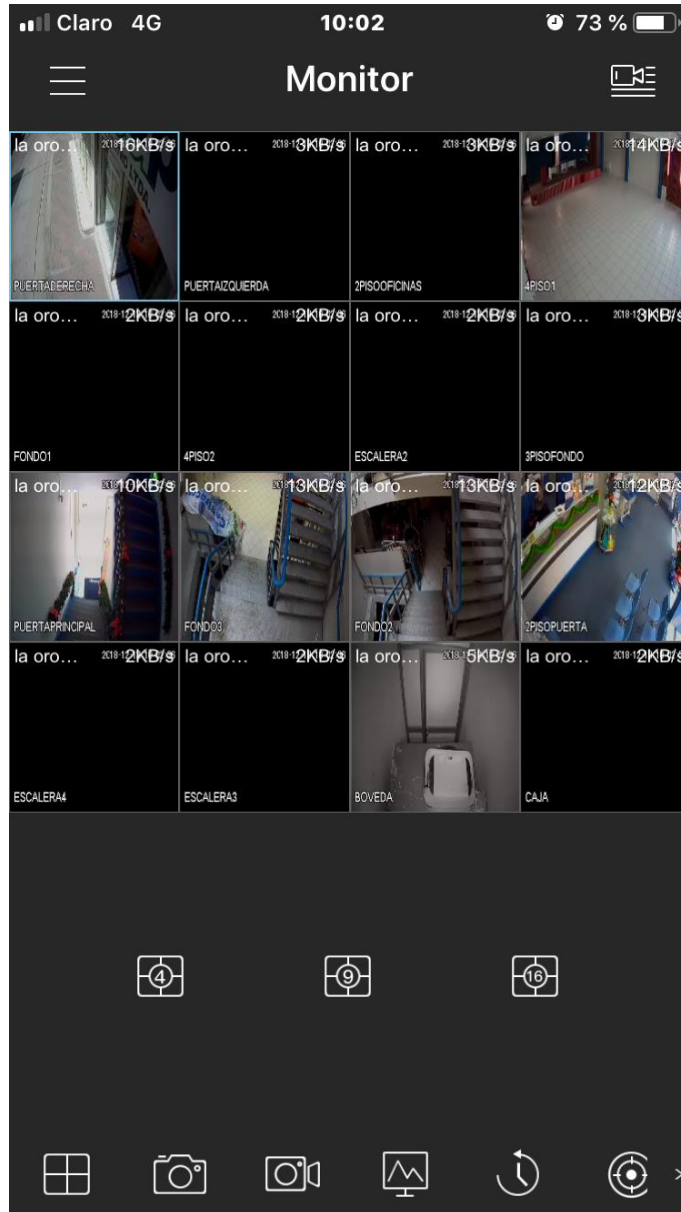 Claro 4G 10:02 73 %
Monitor
la oro... 16KB/s la oro... 3KB/s la oro... 3KB/s la oro... 14KB/s
LTDA.
PUERTADERECHA PUERTAIZQUIERDA 2PISOOFICINAS 4PISO1
la oro... 2KB/s la oro... 2KB/s la oro... 2KB/s la oro... 3KB/s
FONDO1 4PISO2 ESCALERA2 3PISOFONDO
la oro... 10KB/s la oro... 13KB/s la oro... 13KB/s la oro... 12KB/s
PUERTAPRINCIPAL FONDO3 FONDO2 2PISOPUERTA
la oro... 2KB/s la oro... 2KB/s la oro... 5KB/s la oro... 2KB/s
ESCALERA4 ESCALERA3 BOVEDA CAJA
4 9 16